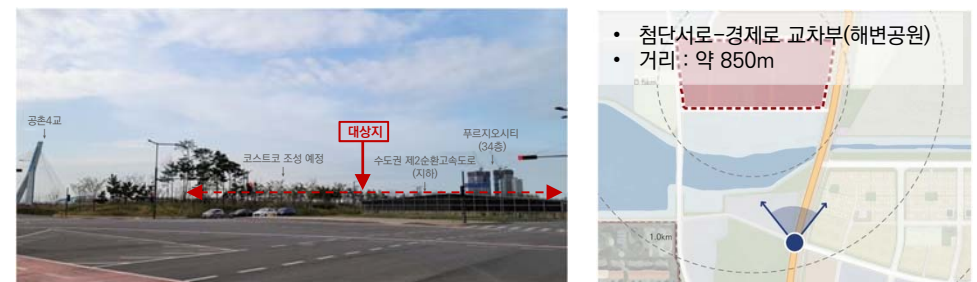 공촌4교
코스트코 조성 예정
대상지
수도권 제2순환고속도로
(지하)
푸르지오시티
(34층)
• 첨단서로-경제로 교차부(해변공원)
• 거리 : 약 850m
0.5km
1.0km